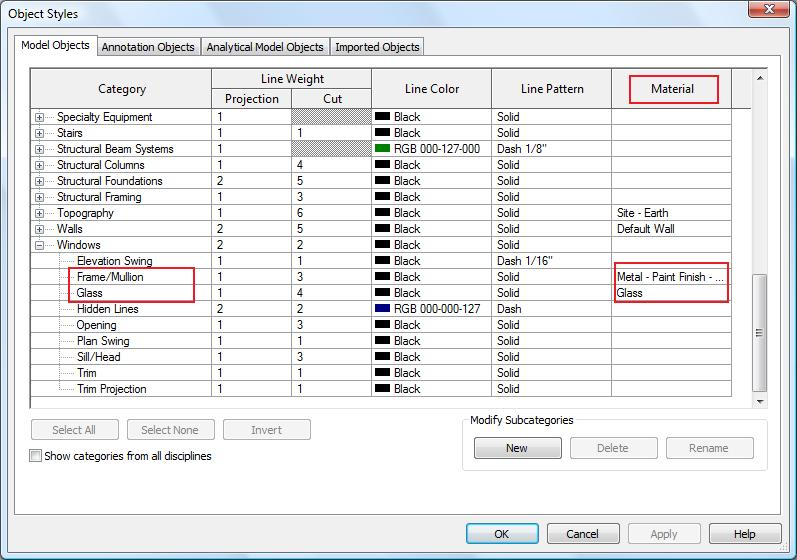 Object Styles
Model Objects Annotation Objects Analytical Model Objects Imported Objects
Category Line Weight Line Color Line Pattern Material
Projection Cut
Specialty Equipment 1 Black Solid
Stairs 1 1 Black Solid
Structural Beam Systems 1 RGB 000-127-000 Dash 1/8"
Structural Columns 1 4 Black Solid
Structural Foundations 2 5 Black Solid
Structural Framing 1 3 Black Solid
Topography 1 6 Black Solid Site - Earth
Walls 2 5 Black Solid Default Wall
Windows 2 2 Black Solid
Elevation Swing 1 1 Black Dash 1/16"
Frame/Mullion 1 3 Black Solid Metal - Paint Finish - ...
Glass 1 4 Black Solid Glass
Hidden Lines 2 2 RGB 000-000-127 Dash
Opening 1 3 Black Solid
Plan Swing 1 1 Black Solid
Sill/Head 1 3 Black Solid
Trim 1 1 Black Solid
Trim Projection 1 1 Black Solid
Select All Select None Invert
Show categories from all disciplines
Modify Subcategories
New Delete Rename
OK Cancel Apply Help